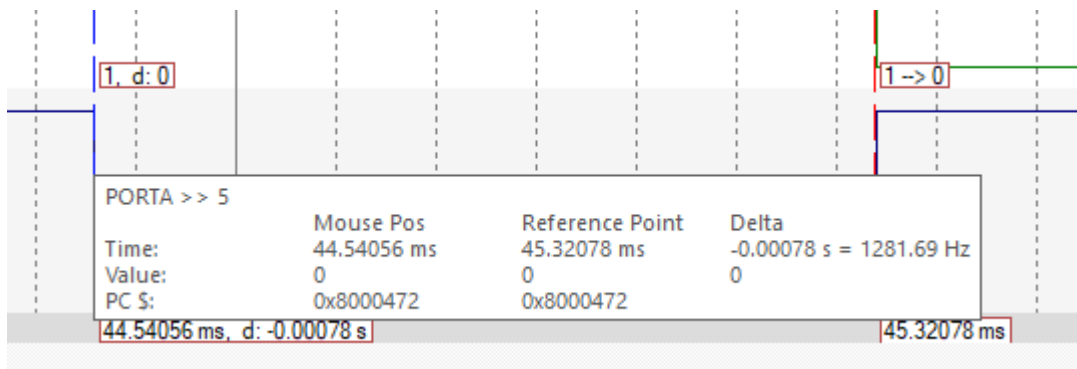 1, d: 0
1 --> 0
PORTA >> 5
Mouse Pos Reference Point Delta
Time: 44.54056 ms 45.32078 ms -0.00078 s = 1281.69 Hz
Value: 0 0 0
PC $: 0x8000472 0x8000472
44.54056 ms, d: -0.00078 s
45.32078 ms